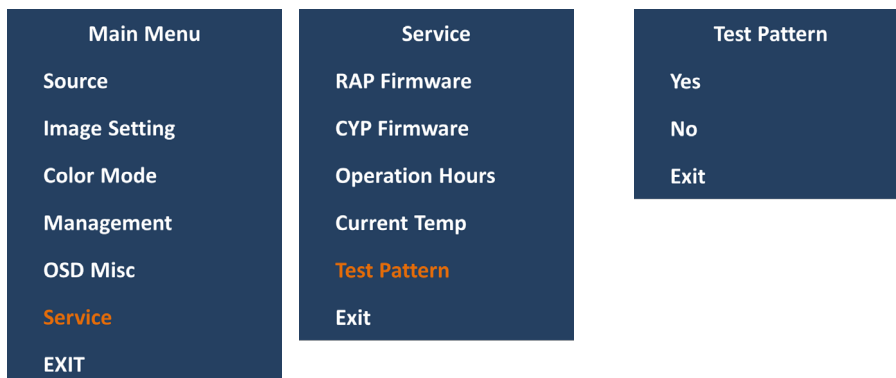 Main Menu
Source
Image Setting
Color Mode
Management
OSD Misc
Service
EXIT
Service
RAP Firmware
CYP Firmware
Operation Hours
Current Temp
Test Pattern
Exit
Test Pattern
Yes
No
Exit